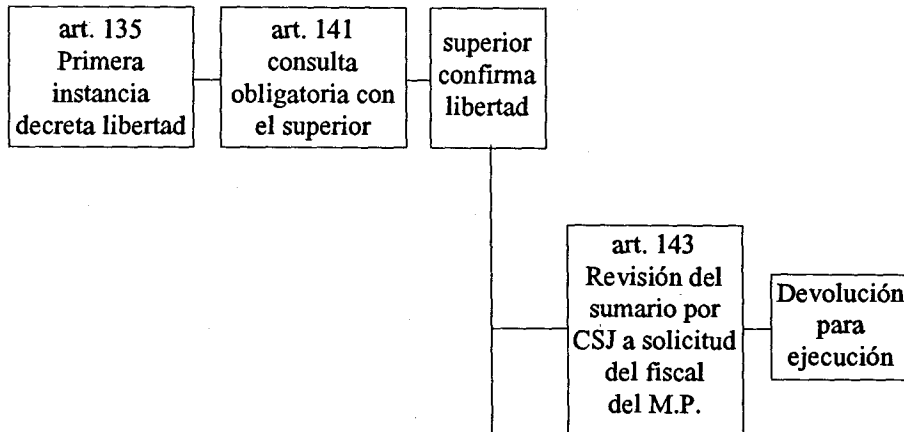 art. 135
Primera
instancia
decreta libertad
art. 141
consulta
obligatoria con
el superior
superior
confirma
libertad
art. 143
Revisión del
sumario por
CSJ a solicitud
del fiscal
del M.P.
Devolución
para
ejecución